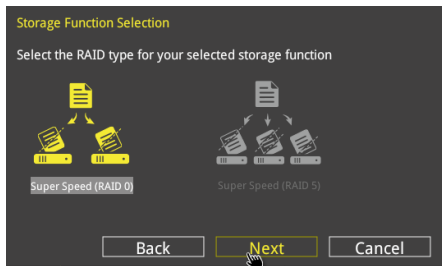 Storage Function Selection
Select the RAID type for your selected storage function
Super Speed (RAID 0)
Super Speed (RAID 5)
Back
Next
Cancel